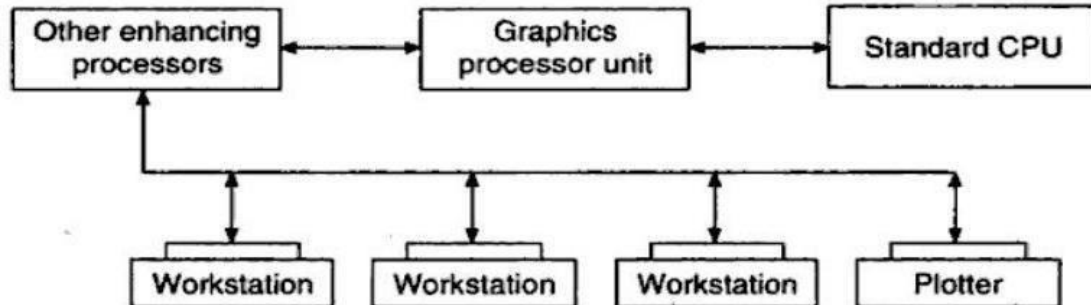 Other enhancing
processors
Graphics
processor unit
Standard CPU
Workstation
Workstation
Workstation
Plotter